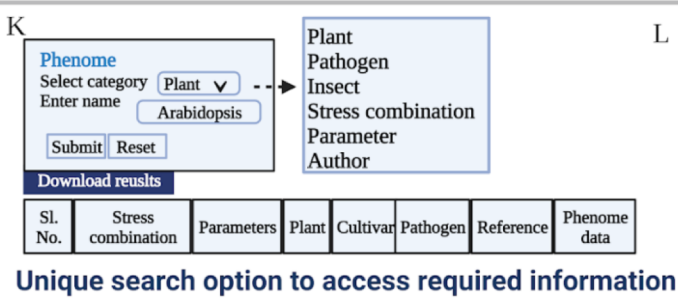 K
L
Phenome
Select category Plant
Enter name Arabidopsis
Submit Reset
Download reuslts
Plant
Pathogen
Insect
Stress combination
Parameter
Author
Sl. No. Stress combination Parameters Plant Cultivar Pathogen Reference Phenome data
Unique search option to access required information